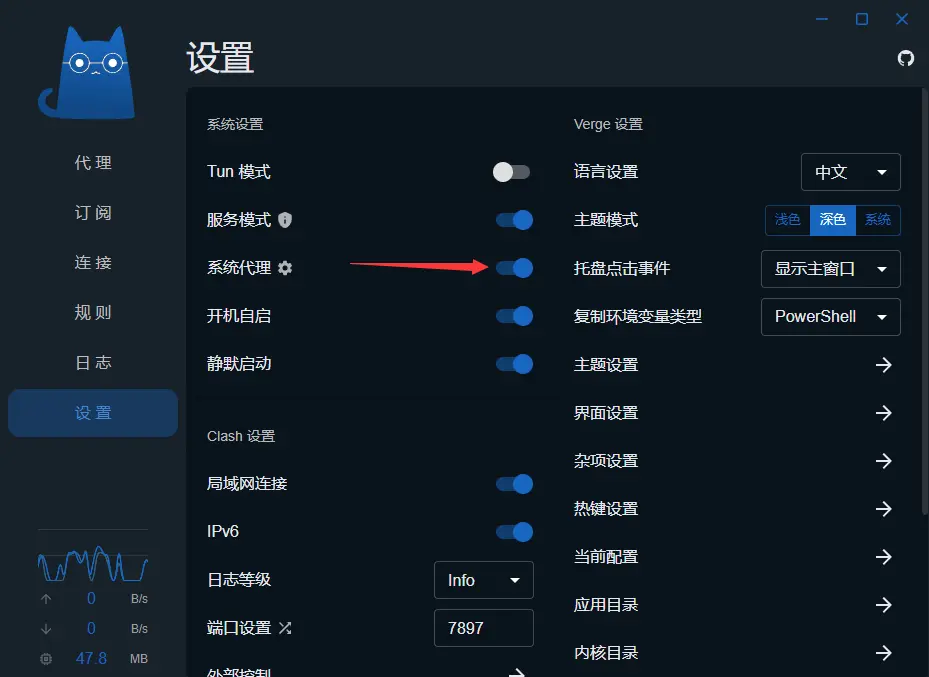 设置
代理
订阅
连接
规则
日志
设置
0 B/s
0 B/s
47.8 MB
系统设置
Tun 模式
服务模式
系统代理
开机自启
静默启动
Clash 设置
局域网连接
IPv6
日志等级 Info
端口设置 7897
外部控制
Verge 设置
语言设置 中文
主题模式 浅色 深色 系统
托盘点击事件 显示主窗口
复制环境变量类型 PowerShell
主题设置
界面设置
杂项设置
热键设置
当前配置
应用目录
内核目录